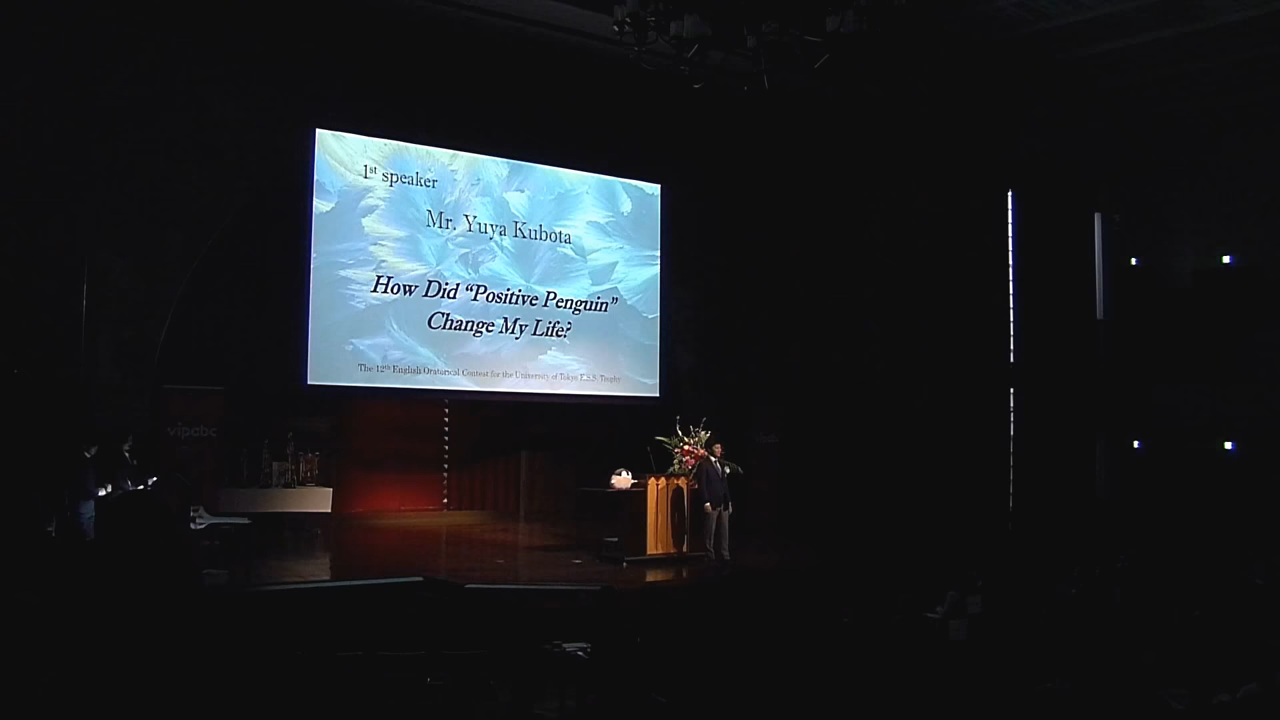 1st speaker
Mr. Yuya Kubota
How Did “Positive Penguin”
Change My Life?
The 12th English Oratorical Contest for the University of Tokyo E.S.S. Trophy